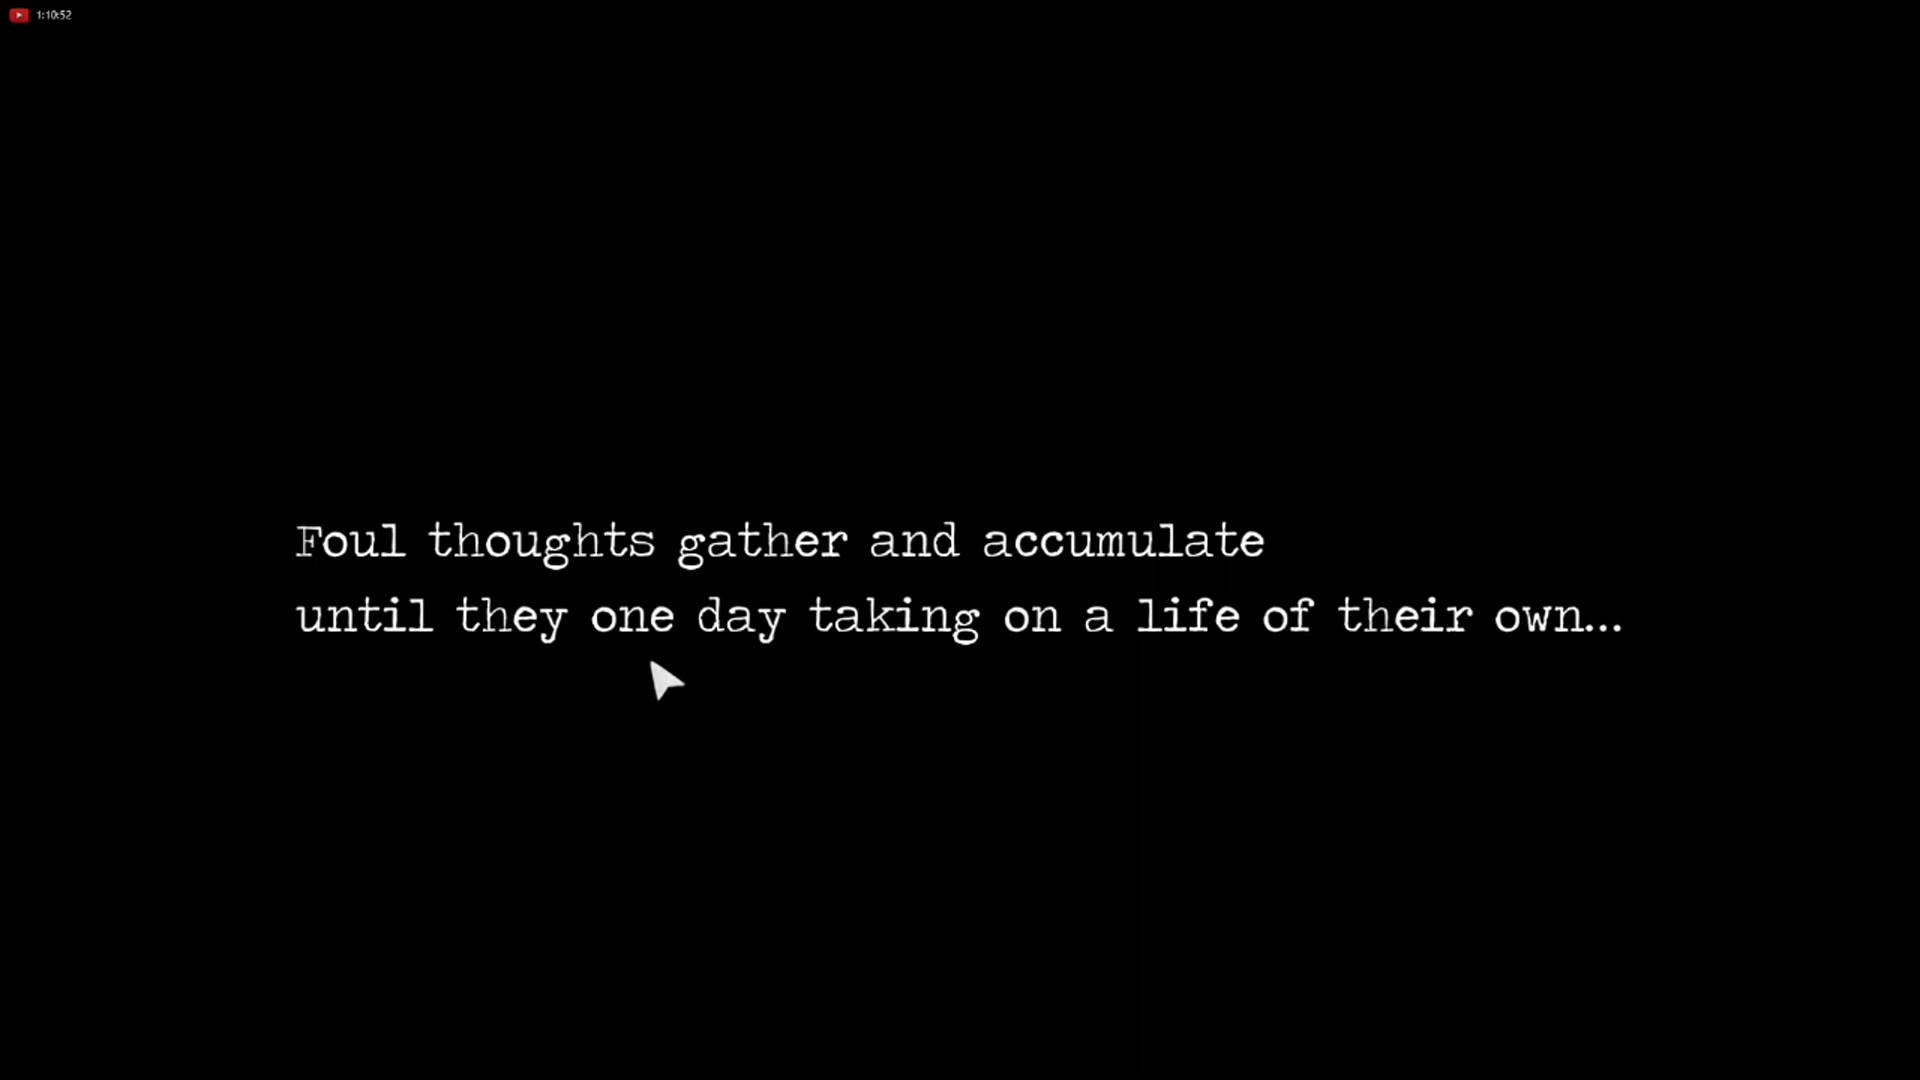 1:10:52
Foul thoughts gather and accumulate
until they one day taking on a life of their own...